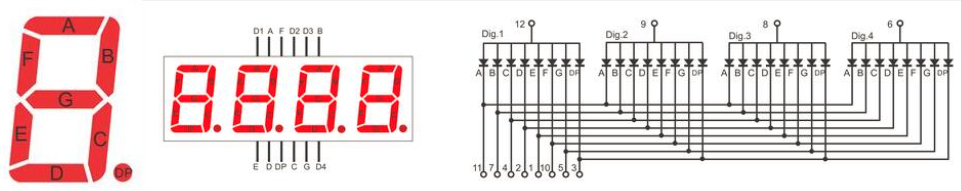 A
F
B
G
E
C
D
DP
D1 A F D2 D3 B
E D DP C G D4
12
9
8
6
Dig.1
Dig.2
Dig.3
Dig.4
A B C D E F G DP
A B C D E F G DP
A B C D E F G DP
A B C D E F G DP
11 7 4 2 1 10 5 3